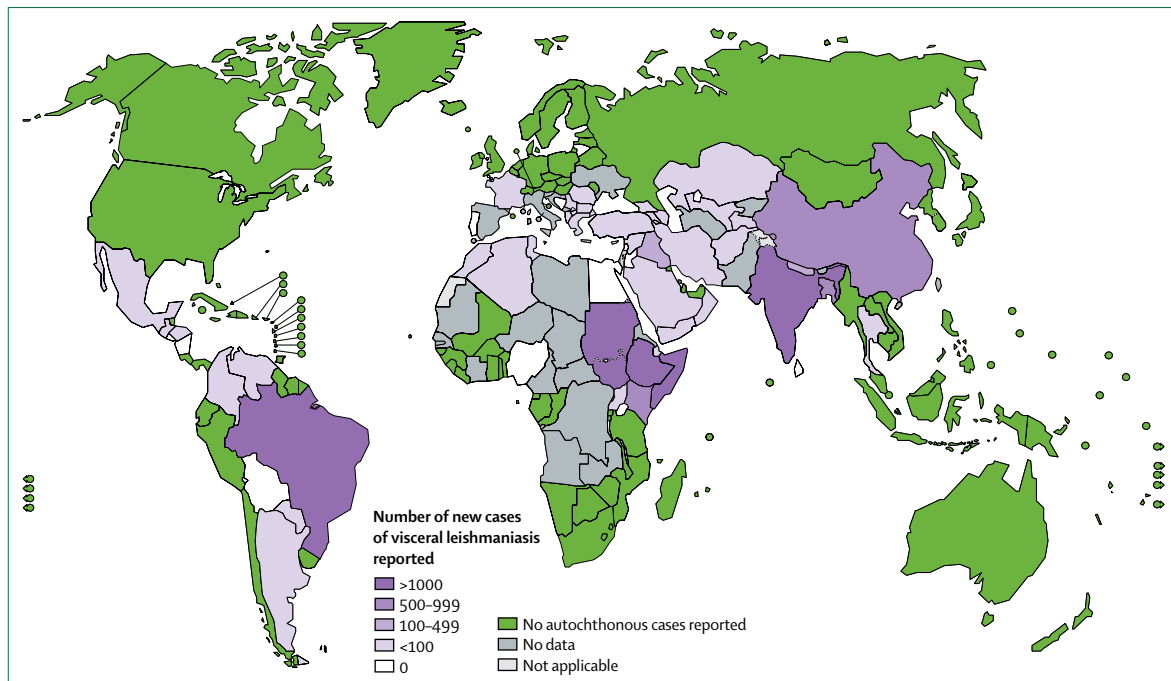 Number of new cases
of visceral leishmaniasis
reported
>1000
500–999
100–499
<100
0
No autochthonous cases reported
No data
Not applicable